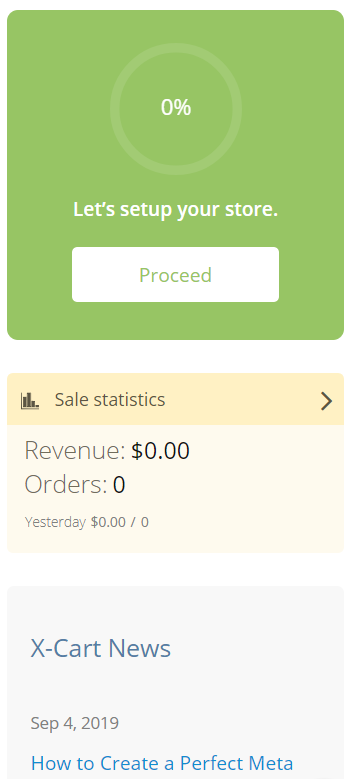 0%
Let’s setup your store.
Proceed
Sale statistics
Revenue: $0.00
Orders: 0
Yesterday $0.00 / 0
X-Cart News
Sep 4, 2019
How to Create a Perfect Meta